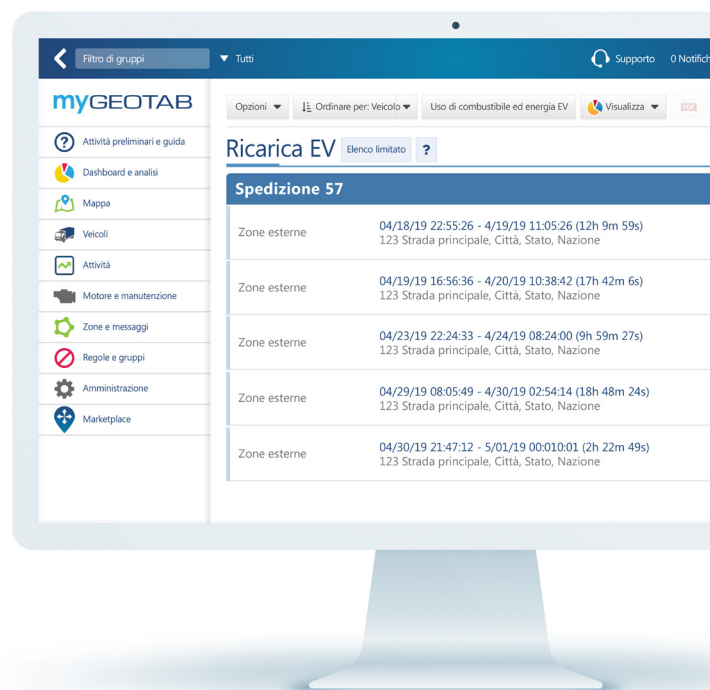 Filtro di gruppi
Tutti
Supporto
0 Notifich
myGEOTAB
Opzioni
Ordinare per: Veicolo
Uso di combustibile ed energia EV
Visualizza
PDF
Attività preliminari e guida
Dashboard e analisi
Mappa
Veicoli
Attività
Motore e manutenzione
Zone e messaggi
Regole e gruppi
Amministrazione
Marketplace
Ricarica EV
Elenco limitato
?
Spedizione 57
Zone esterne
04/18/19 22:55:26 - 4/19/19 11:05:26 (12h 9m 59s)
123 Strada principale, Città, Stato, Nazione
Zone esterne
04/19/19 16:56:36 - 4/20/19 10:38:42 (17h 42m 6s)
123 Strada principale, Città, Stato, Nazione
Zone esterne
04/23/19 22:24:33 - 4/24/19 08:24:00 (9h 59m 27s)
123 Strada principale, Città, Stato, Nazione
Zone esterne
04/29/19 08:05:49 - 4/30/19 02:54:14 (18h 48m 24s)
123 Strada principale, Città, Stato, Nazione
Zone esterne
04/30/19 21:47:12 - 5/01/19 00:010:01 (2h 22m 49s)
123 Strada principale, Città, Stato, Nazione